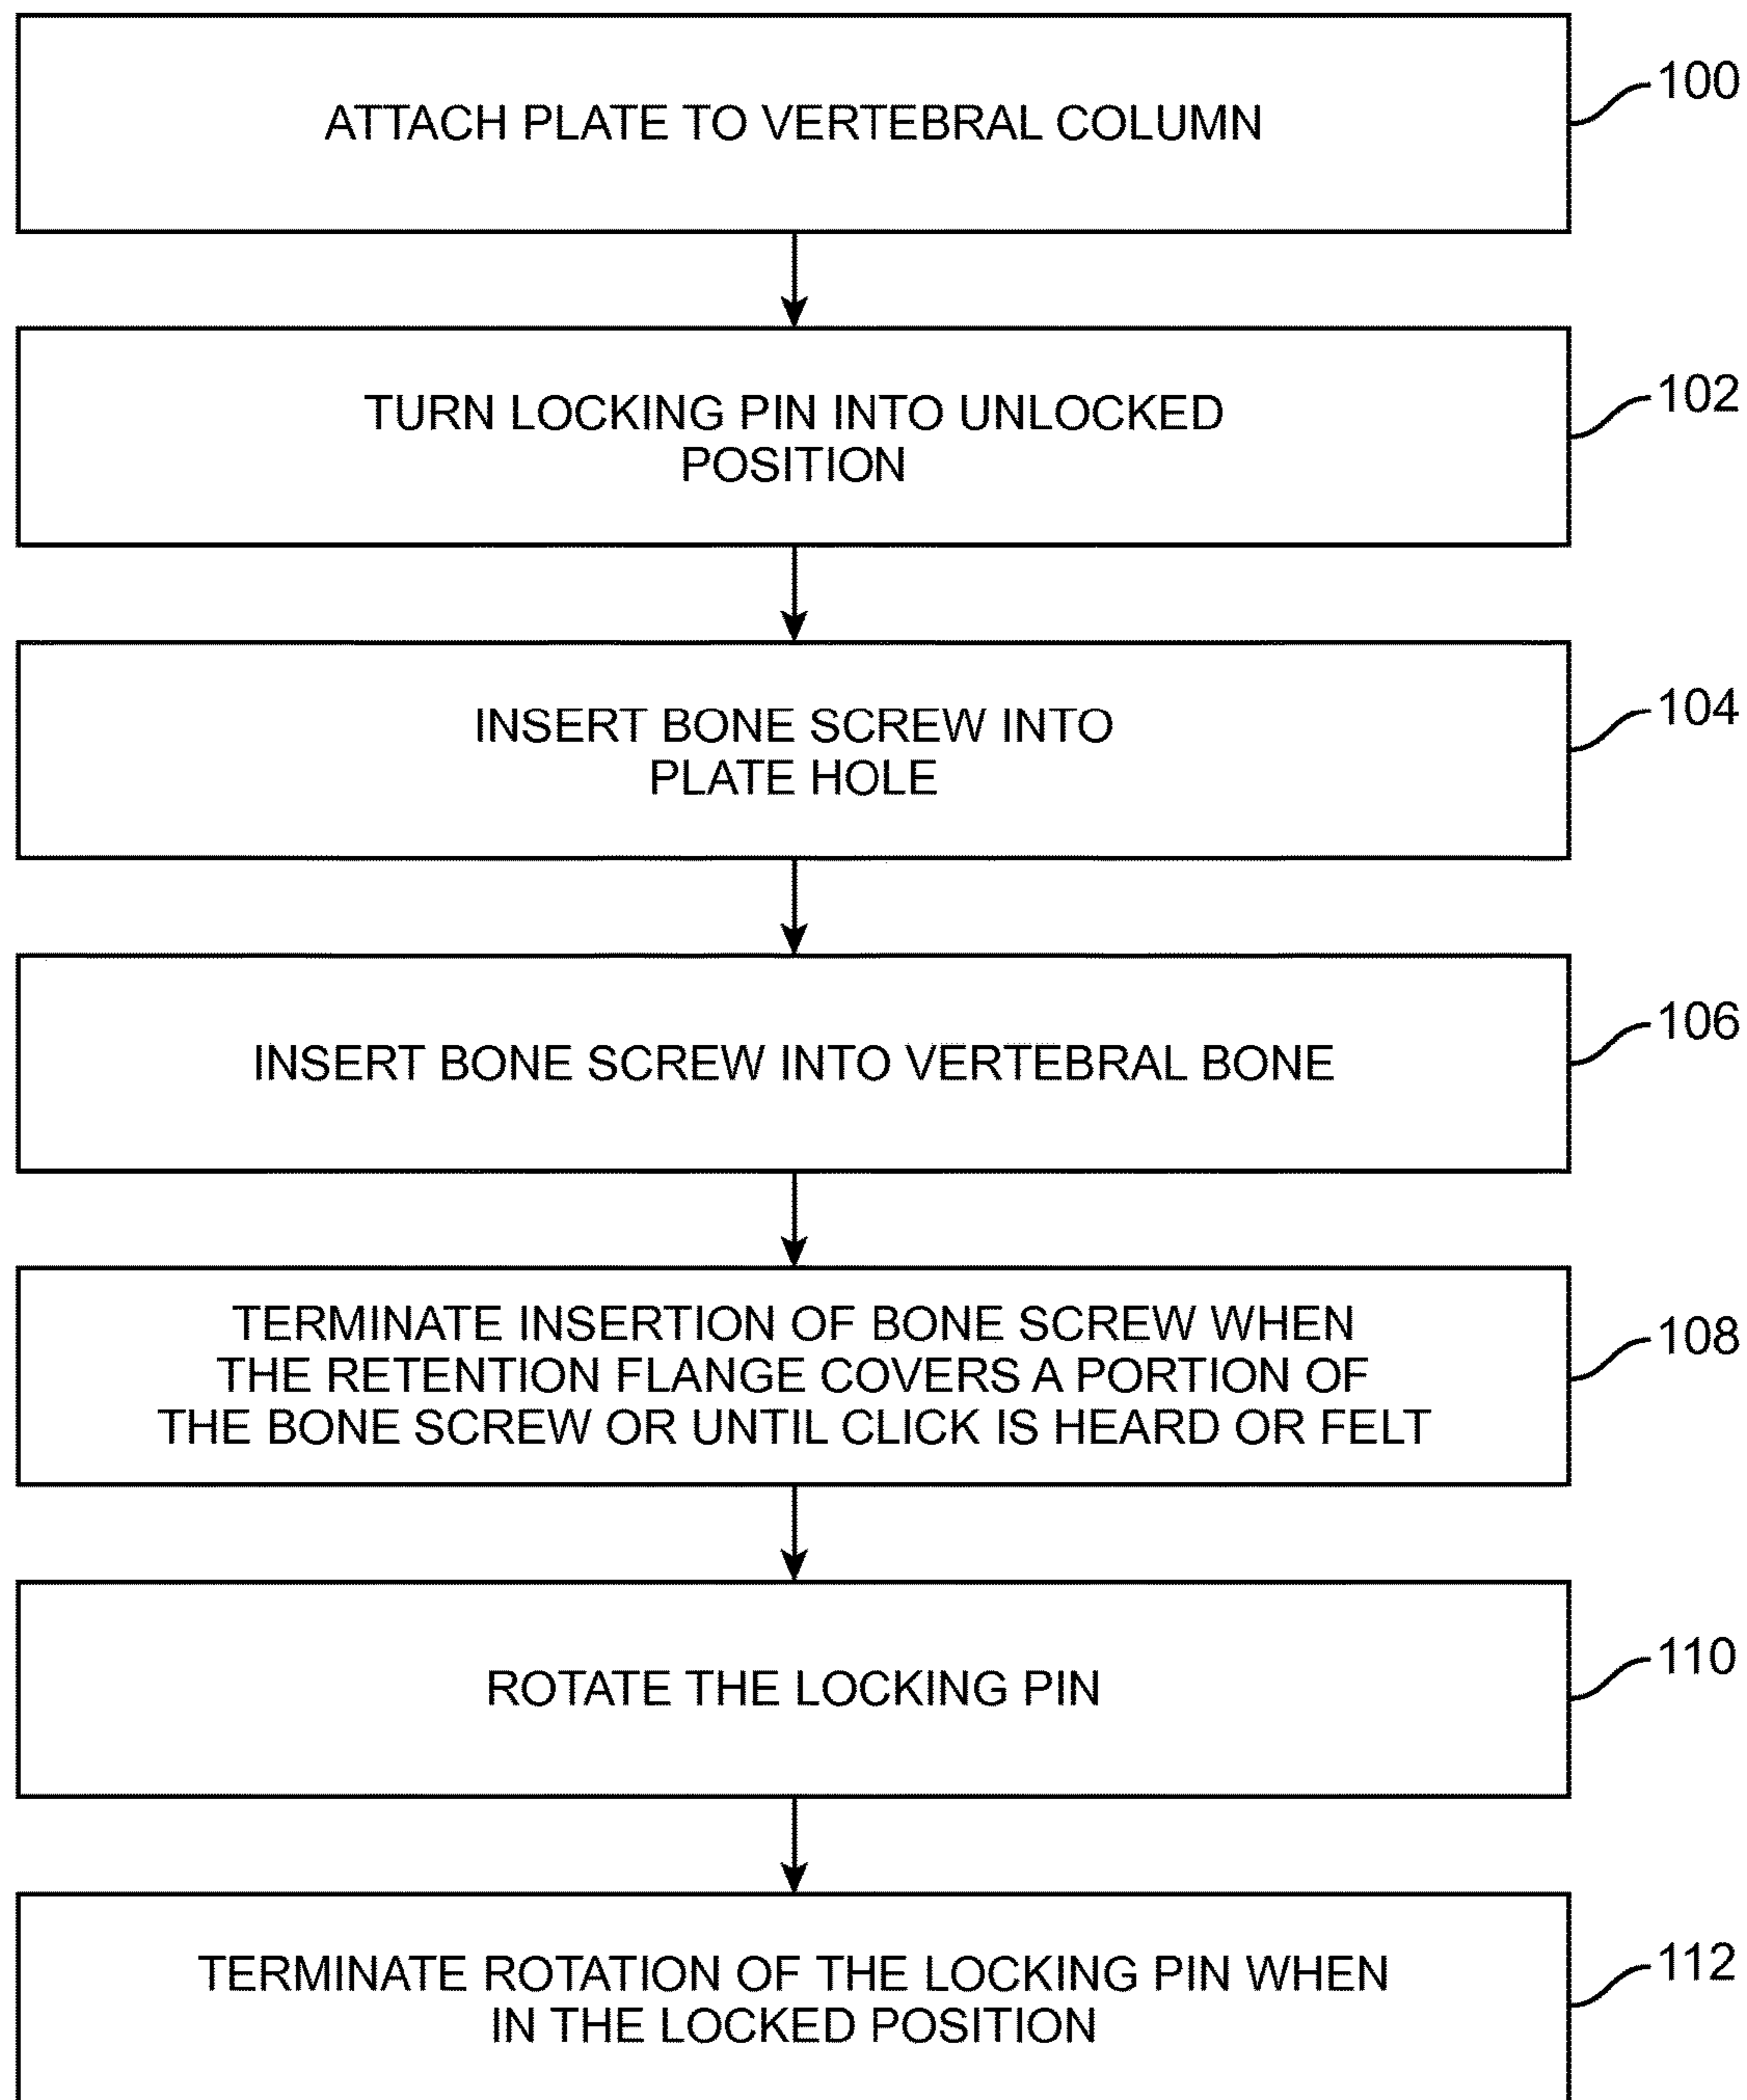 ATTACH PLATE TO VERTEBRAL COLUMN
100
TURN LOCKING PIN INTO UNLOCKED
POSITION
102
INSERT BONE SCREW INTO
PLATE HOLE
104
INSERT BONE SCREW INTO VERTEBRAL BONE
106
TERMINATE INSERTION OF BONE SCREW WHEN
THE RETENTION FLANGE COVERS A PORTION OF
THE BONE SCREW OR UNTIL CLICK IS HEARD OR FELT
108
ROTATE THE LOCKING PIN
110
TERMINATE ROTATION OF THE LOCKING PIN WHEN
IN THE LOCKED POSITION
112